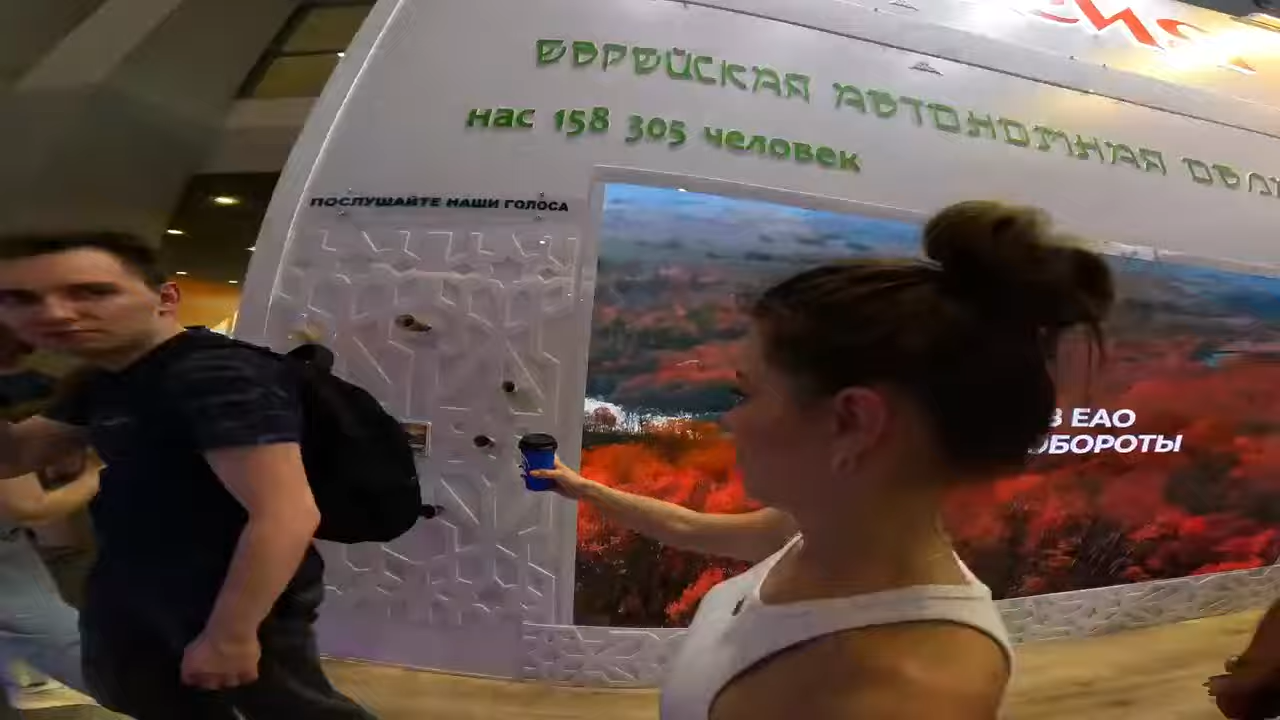 ЕВРЕЙСКАЯ АВТОНОМНАЯ
нас 158 305 человек
ПОСЛУШАЙТЕ НАШИ ГОЛОСА
ЕАО
ОБОРОТЫ